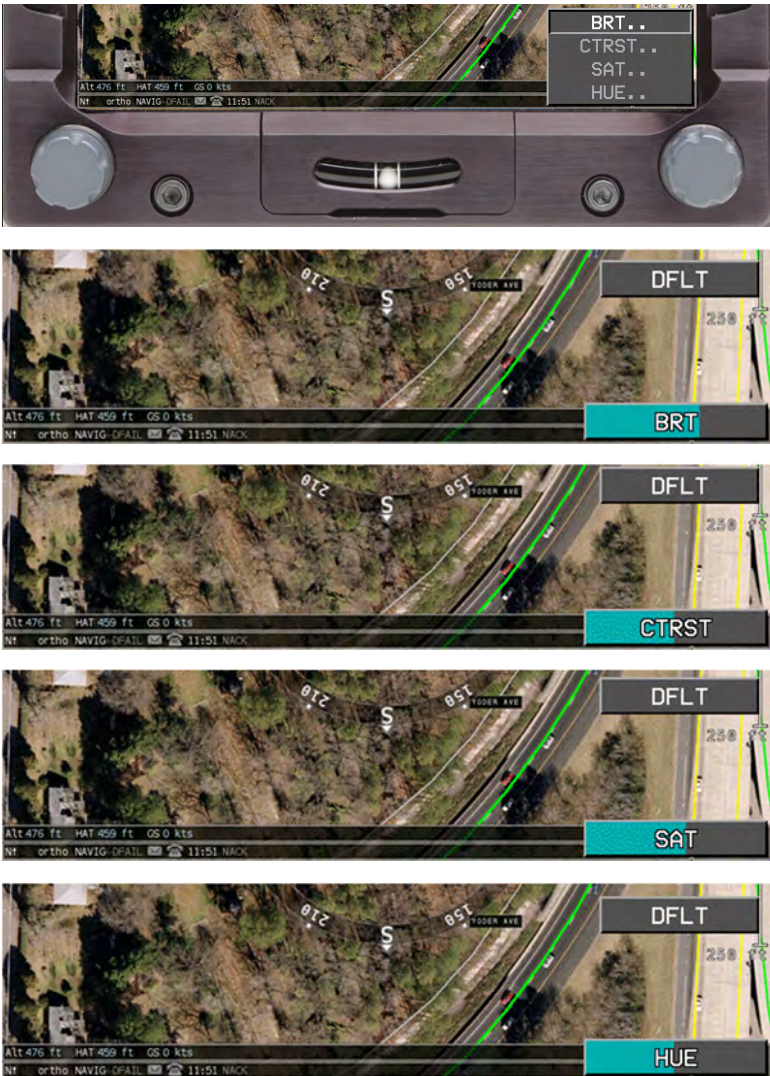 BRT..
CTRST..
SAT..
HUE..
Alt 476 ft HAT 459 ft GS 0 kts
N↑ ortho NAVIG DFAIL 11:51 NACK
210 S 150 YODER AVE
DFLT
250
Alt 476 ft HAT 459 ft GS 0 kts
BRT
N↑ ortho NAVIG DFAIL 11:51 NACK
210 S 150 YODER AVE
DFLT
250
Alt 476 ft HAT 459 ft GS 0 kts
CTRST
N↑ ortho NAVIG DFAIL 11:51 NACK
210 S 150 YODER AVE
DFLT
250
Alt 476 ft HAT 459 ft GS 0 kts
SAT
N↑ ortho NAVIG DFAIL 11:51 NACK
210 S 150 YODER AVE
DFLT
250
Alt 476 ft HAT 459 ft GS 0 kts
HUE
N↑ ortho NAVIG DFAIL 11:51 NACK